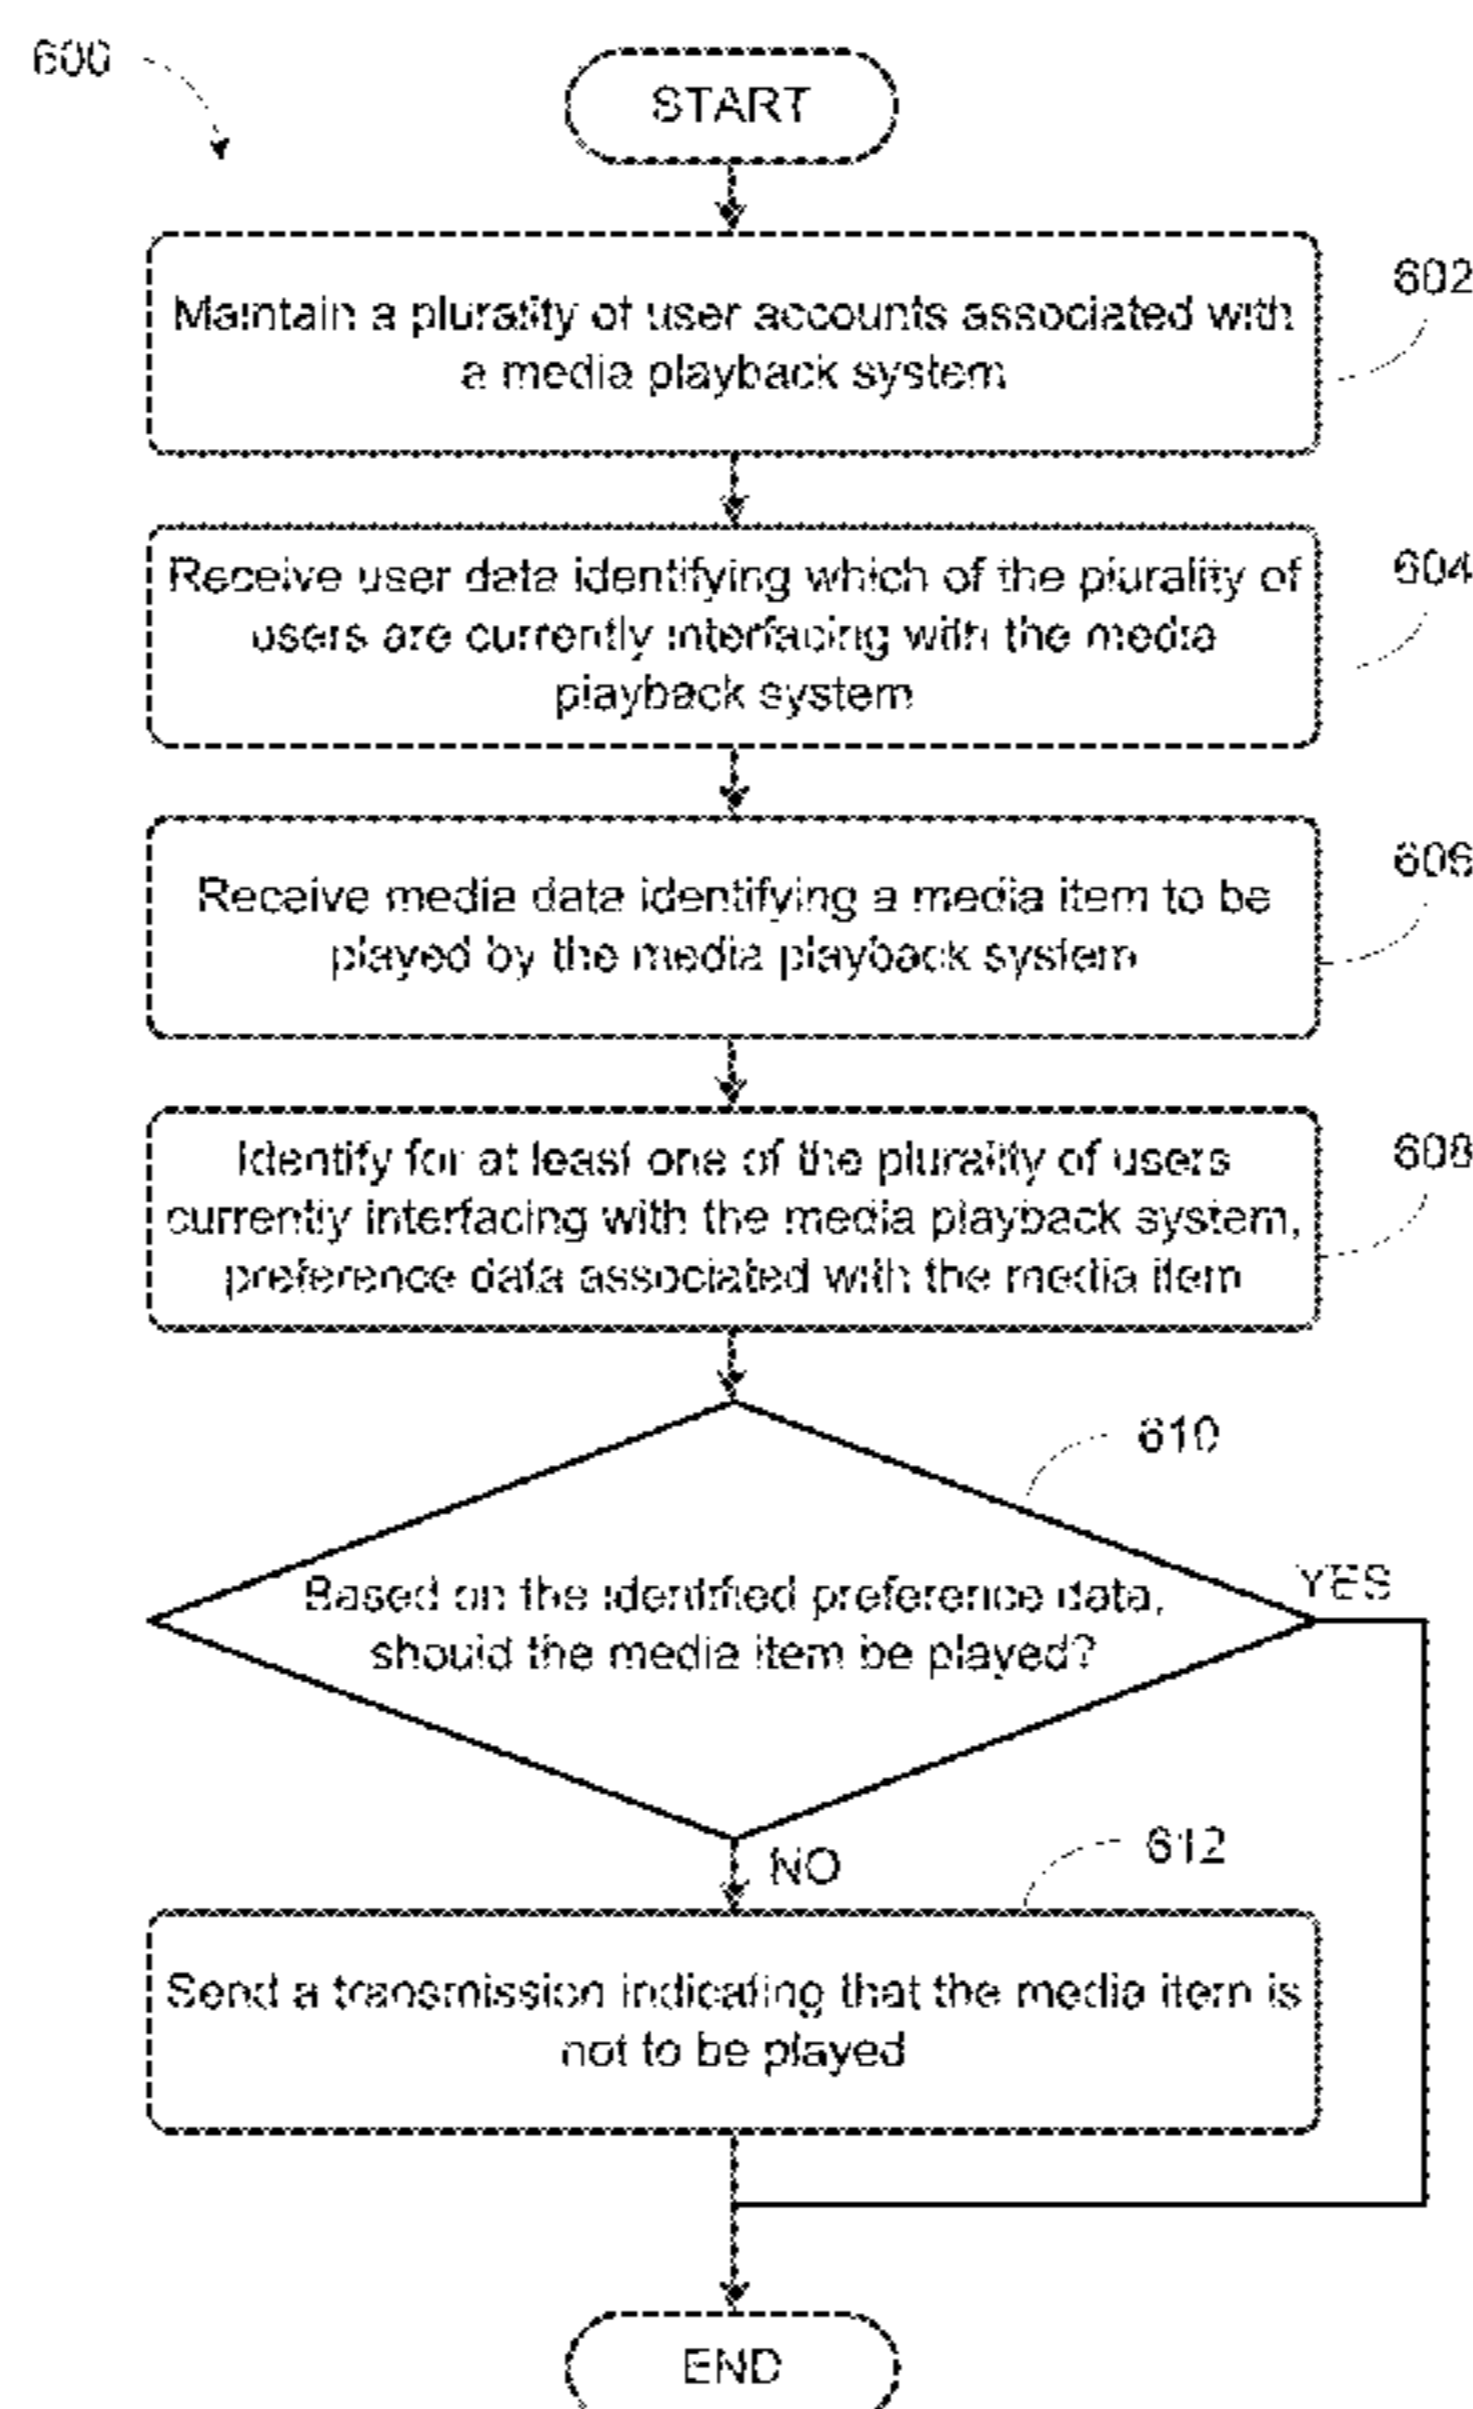 600
START
Maintain a plurality of user accounts associated with
a media playback system
602
Receive user data identifying which of the plurality of
users are currently interfacing with the media
playback system
604
Receive media data identifying a media item to be
played by the media playback system
606
Identify for at least one of the plurality of users
currently interfacing with the media playback system,
preference data associated with the media item
608
610
Based on the identified preference data,
should the media item be played?
YES
NO
612
Send a transmission indicating that the media item is
not to be played
END